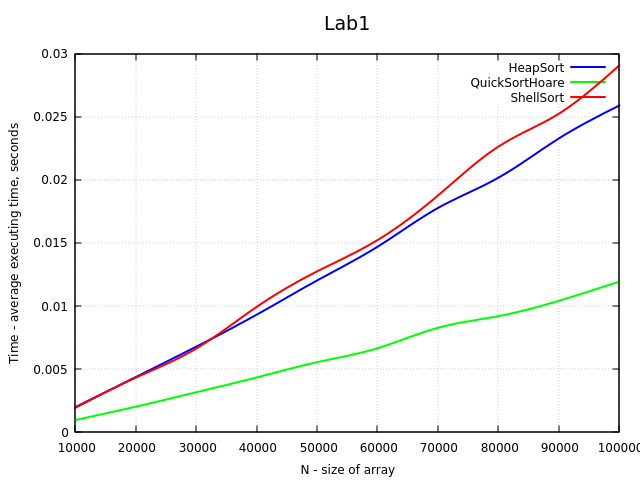 Lab1
0.03
0.025
0.02
0.015
0.01
0.005
0
Time - average executing time, seconds
HeapSort
QuickSortHoare
ShellSort
10000 20000 30000 40000 50000 60000 70000 80000 90000 100000
N - size of array